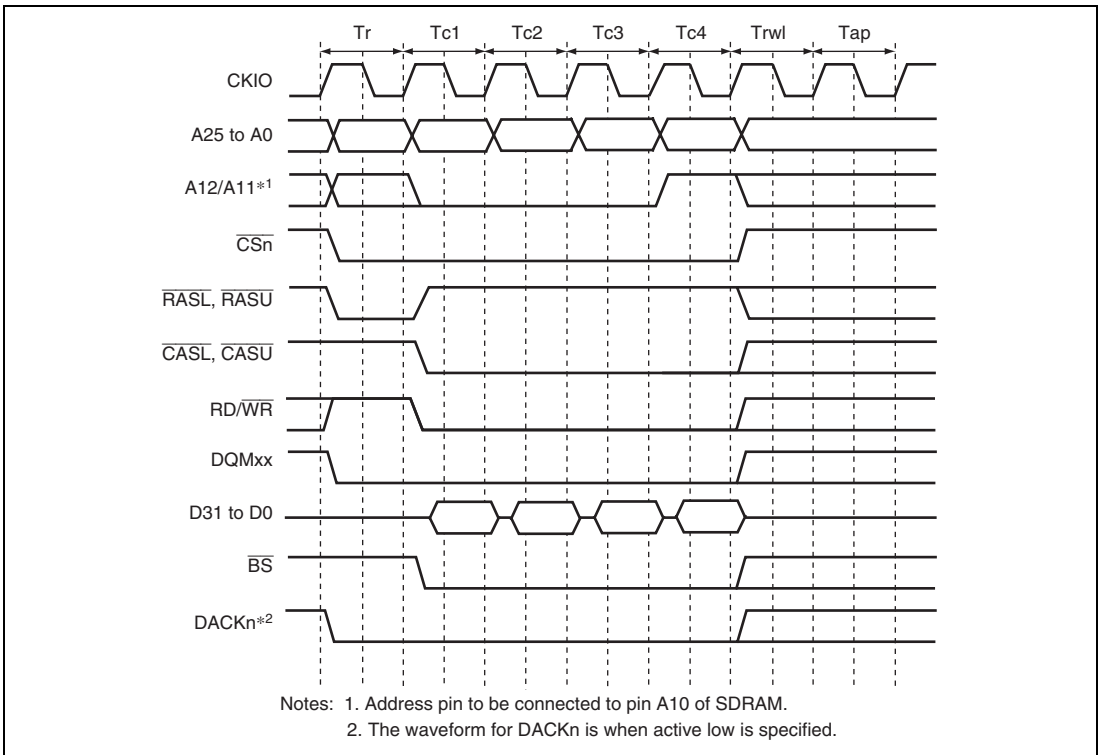 Tr Tc1 Tc2 Tc3 Tc4 Trwl Tap
CKIO
A25 to A0
A12/A11*1
CSn
RASL, RASU
CASL, CASU
RD/WR
DQMxx
D31 to D0
BS
DACKn*2
Notes: 1. Address pin to be connected to pin A10 of SDRAM.
2. The waveform for DACKn is when active low is specified.